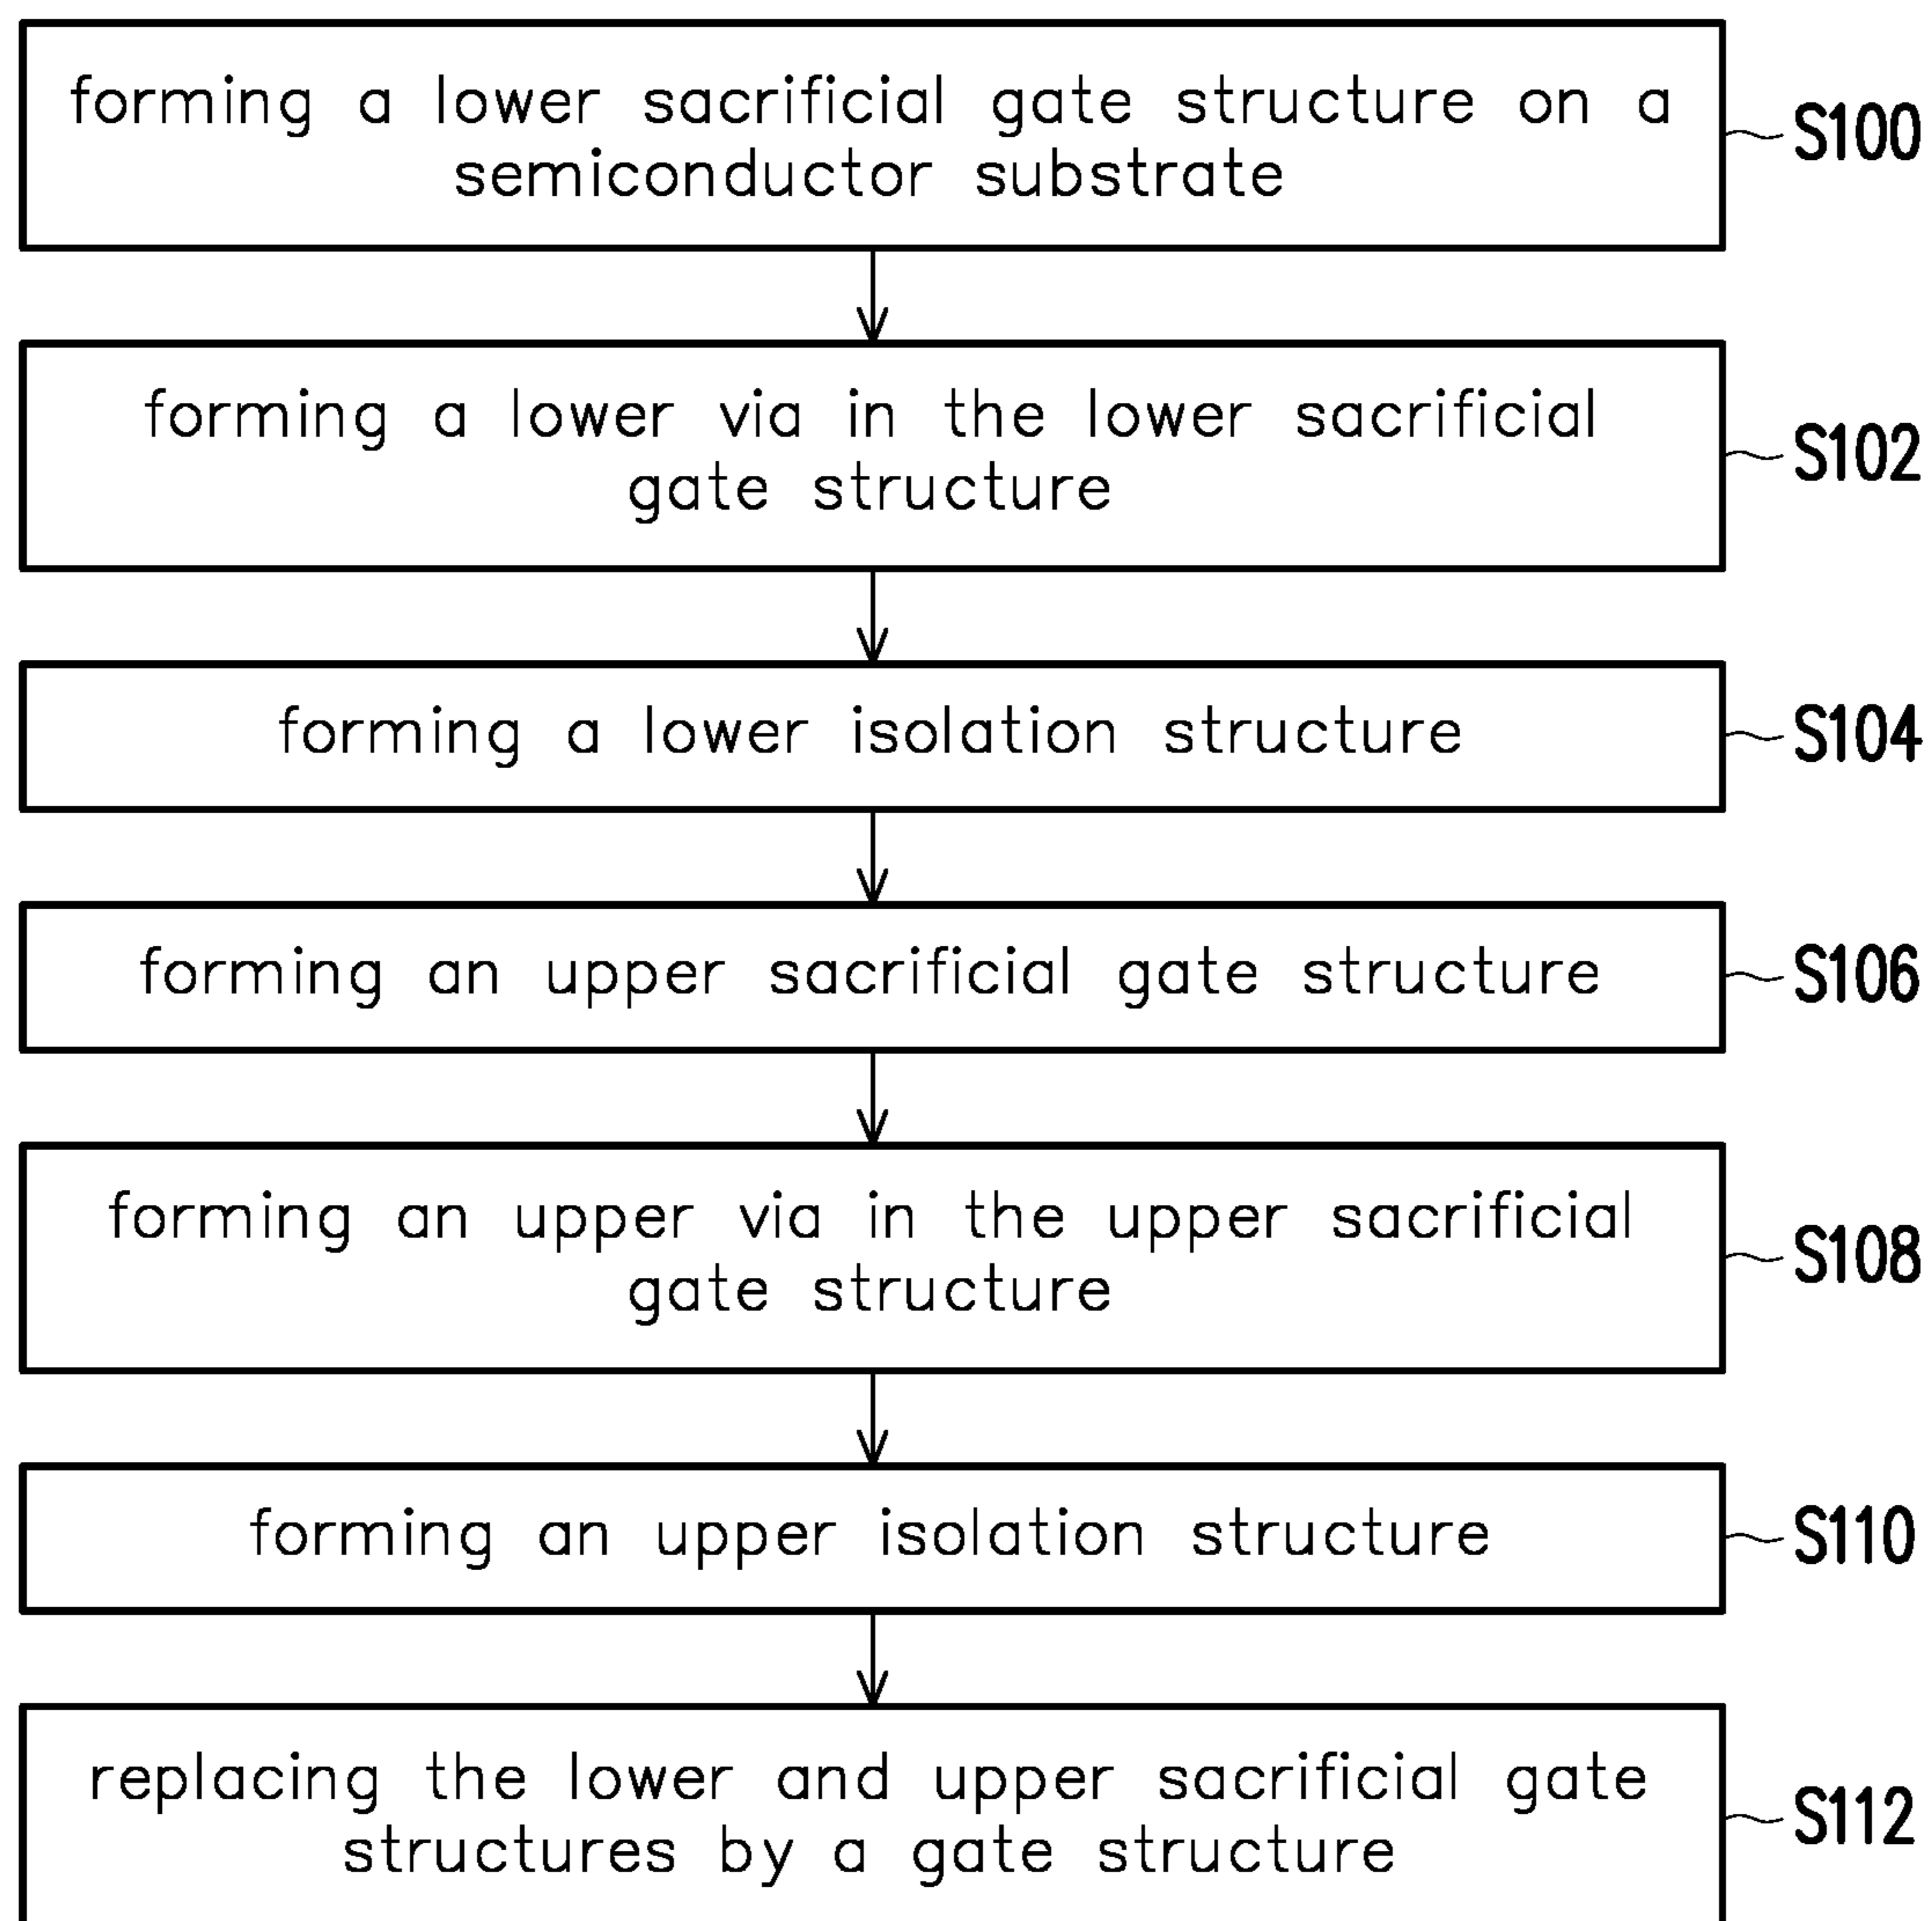 forming a lower sacrificial gate structure on a
semiconductor substrate
S100
forming a lower via in the lower sacrificial
gate structure
S102
forming a lower isolation structure
S104
forming an upper sacrificial gate structure
S106
forming an upper via in the upper sacrificial
gate structure
S108
forming an upper isolation structure
S110
replacing the lower and upper sacrificial gate
structures by a gate structure
S112